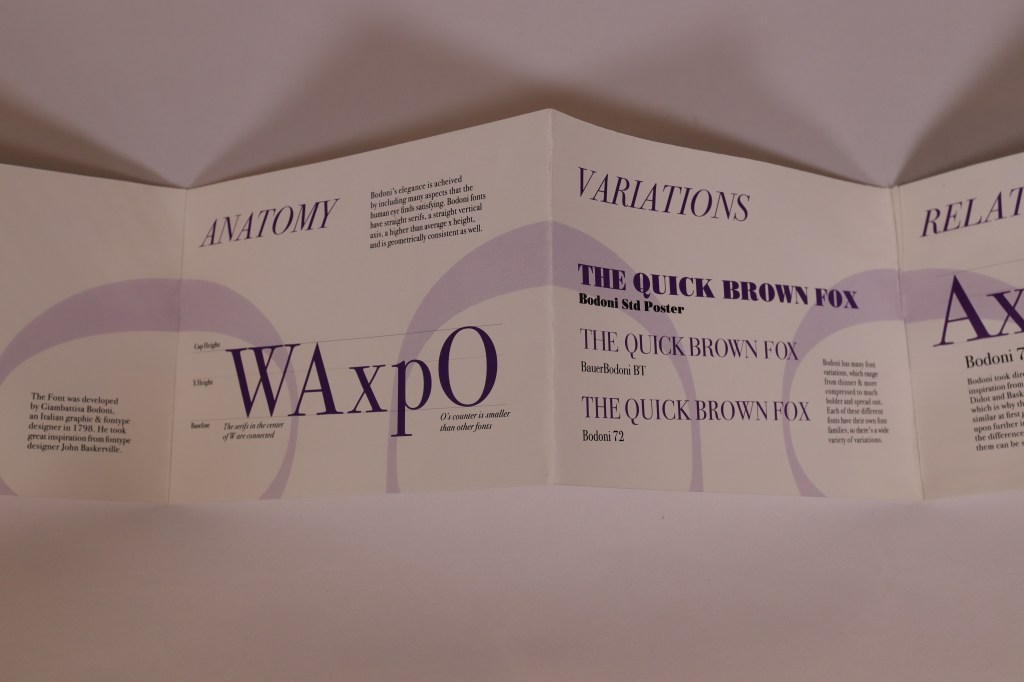 The Font was developed
by Giambattisa Bodoni,
an Italian graphic & fontype
designer in 1798. He took
great inspiration from fontype
designer John Baskerville.
ANATOMY
Bodoni's elegance is acheived
by including many aspects that the
human eye finds satisfying. Bodoni fonts
have straight serifs, a straight vertical
axis, a higher than average x height,
and is geometrically consistent as well.
Cap Height
X Height
Baseline
WAxpO
The serifs in the center
of W are connected
O's counter is smaller
than other fonts
VARIATIONS
THE QUICK BROWN FOX
Bodoni Std Poster
THE QUICK BROWN FOX
BauerBodoni BT
THE QUICK BROWN FOX
Bodoni 72
Bodoni has many font
variations, which range
from thinner & more
compressed to much
bolder and spread out.
Each of these different
fonts have their own font
families, so there's a wide
variety of variations.
RELAT
Ax
Bodoni 7
Bodoni took dire
inspiration from
Didot and Bask
which is why th
similar at first
upon further i
the difference
them can be